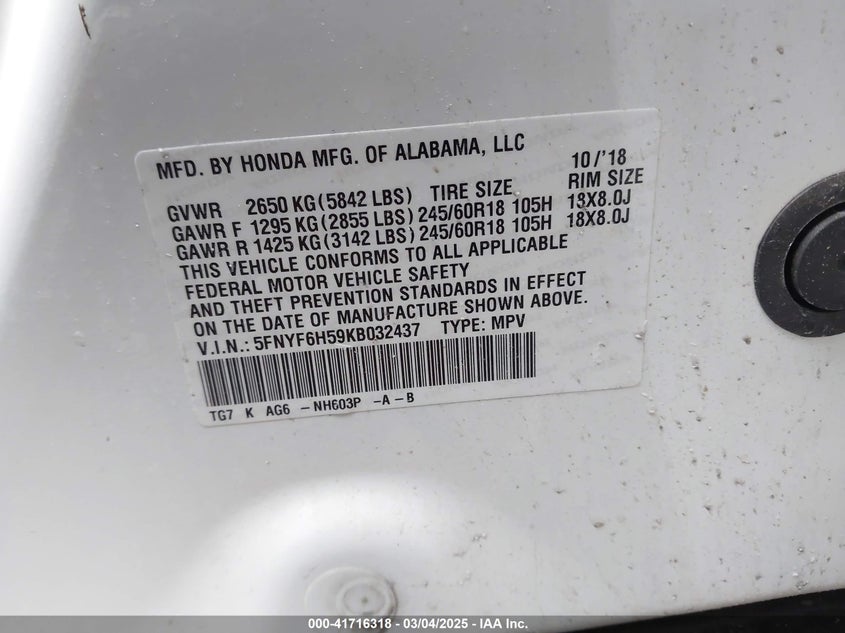 MFD. BY HONDA MFG. OF ALABAMA, LLC 10/'18
GVWR 2650 KG (5842 LBS) TIRE SIZE RIM SIZE
GAWR F 1295 KG (2855 LBS) 245/60R18 105H 13X8.0J
GAWR R 1425 KG (3142 LBS) 245/60R18 105H 18X8.0J
THIS VEHICLE CONFORMS TO ALL APPLICABLE
FEDERAL MOTOR VEHICLE SAFETY
AND THEFT PREVENTION STANDARDS IN EFFECT
ON THE DATE OF MANUFACTURE SHOWN ABOVE.
V.I.N.: 5FNYF6H59KB032437 TYPE: MPV
TG7 K AG6 -NH603P -A-B
000-41716318 - 03/04/2025 - IAA Inc.